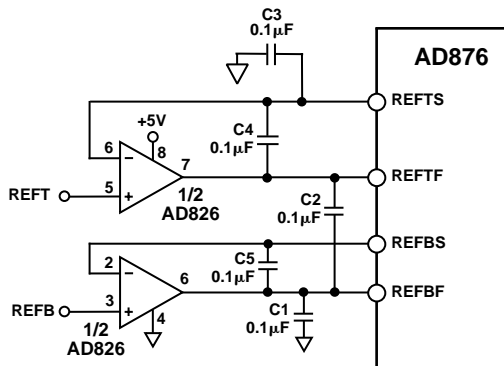 C3
0.1μF
AD876
REFTS
+5V
C4
0.1μF
6
8
7
REFTF
REFT
5
1/2
AD826
C2
0.1μF
REFBS
2
C5
0.1μF
6
REFBF
REFB
3
4
C1
0.1μF
1/2
AD826